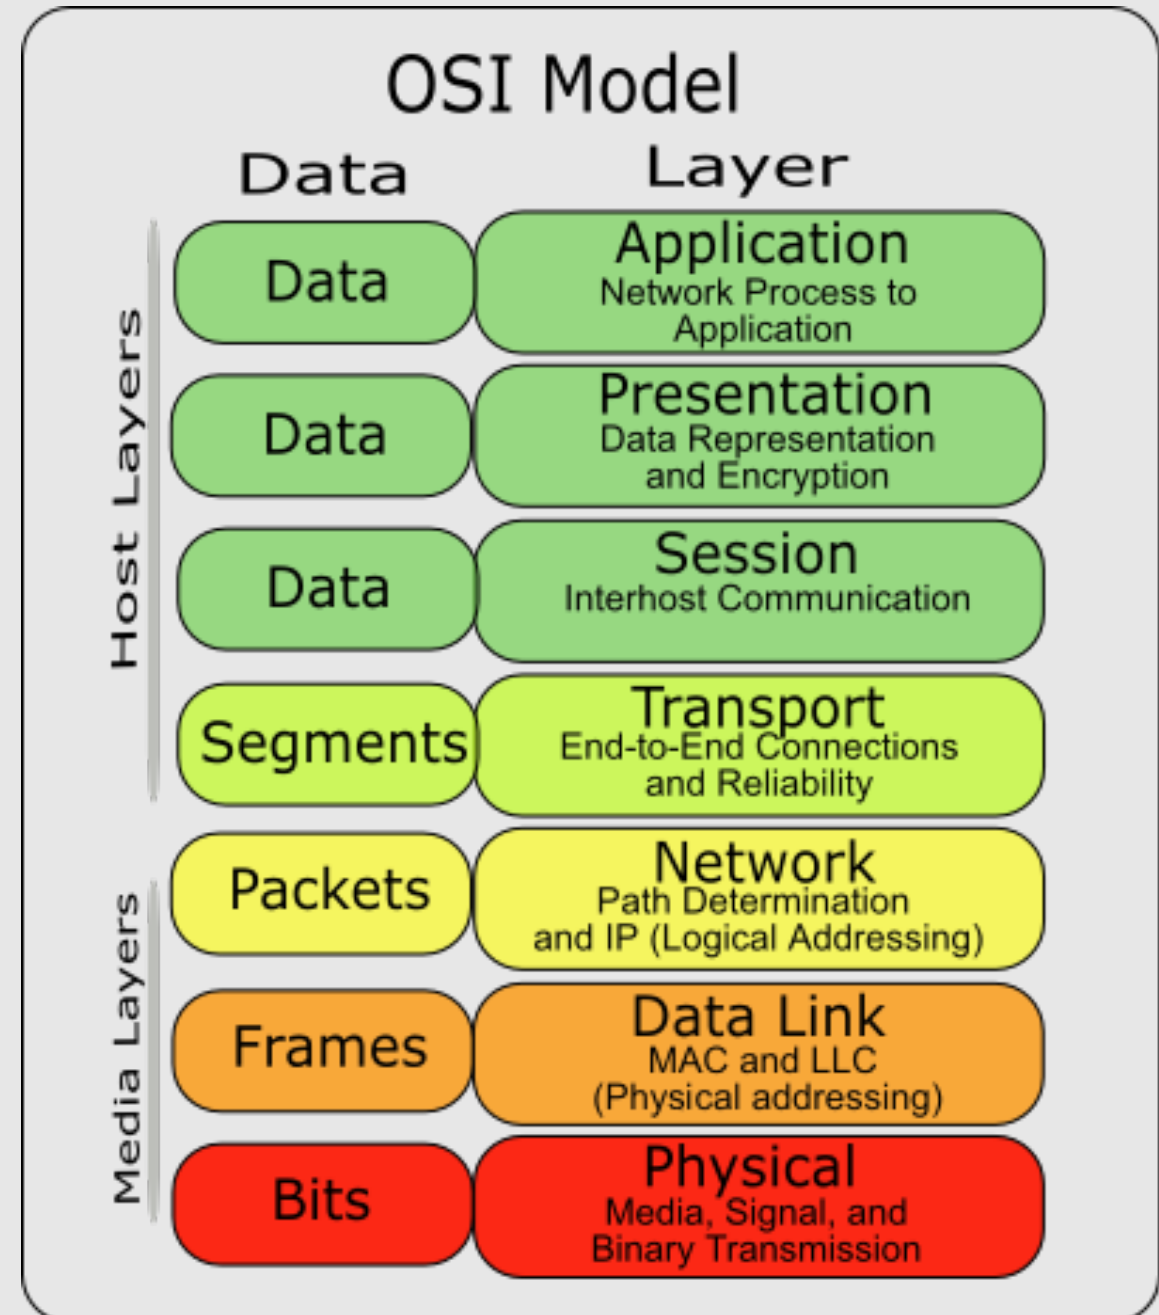 OSI Model
Data Layer
Host Layers
Data
Application
Network Process to
Application
Data
Presentation
Data Representation
and Encryption
Data
Session
Interhost Communication
Segments
Transport
End-to-End Connections
and Reliability
Media Layers
Packets
Network
Path Determination
and IP (Logical Addressing)
Frames
Data Link
MAC and LLC
(Physical addressing)
Bits
Physical
Media, Signal, and
Binary Transmission